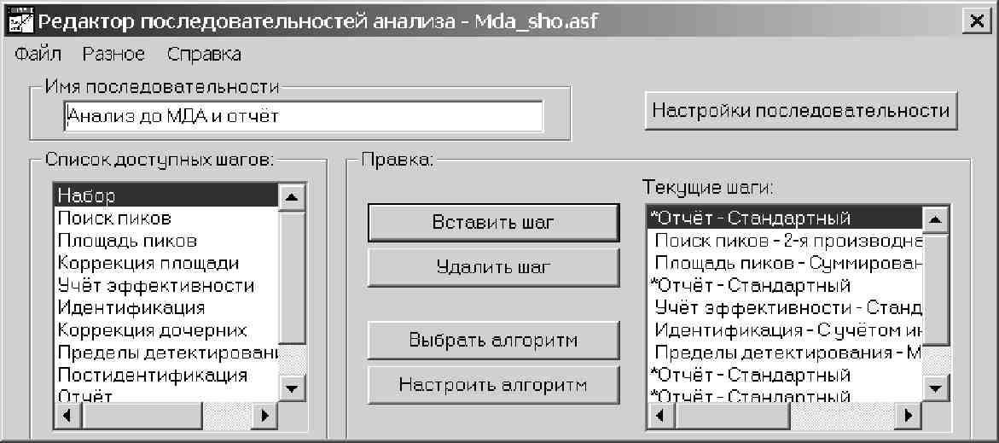 Редактор последовательностей анализа - Mda_sho.asf
Файл Разное Справка
Имя последовательности
Анализ до МДА и отчёт
Настройки последовательности
Список доступных шагов:
Набор
Поиск пиков
Площадь пиков
Коррекция площади
Учёт эффективности
Идентификация
Коррекция дочерних
Пределы детектировани
Постидентификация
Отчёт
Правка:
Вставить шаг
Удалить шаг
Выбрать алгоритм
Настроить алгоритм
Текущие шаги:
*Отчёт - Стандартный
Поиск пиков - 2-я производна
Площадь пиков - Суммирован
*Отчёт - Стандартный
Учёт эффективности - Станд
Идентификация - С учётом ин
Пределы детектирования - М
*Отчёт - Стандартный
*Отчёт - Стандартный